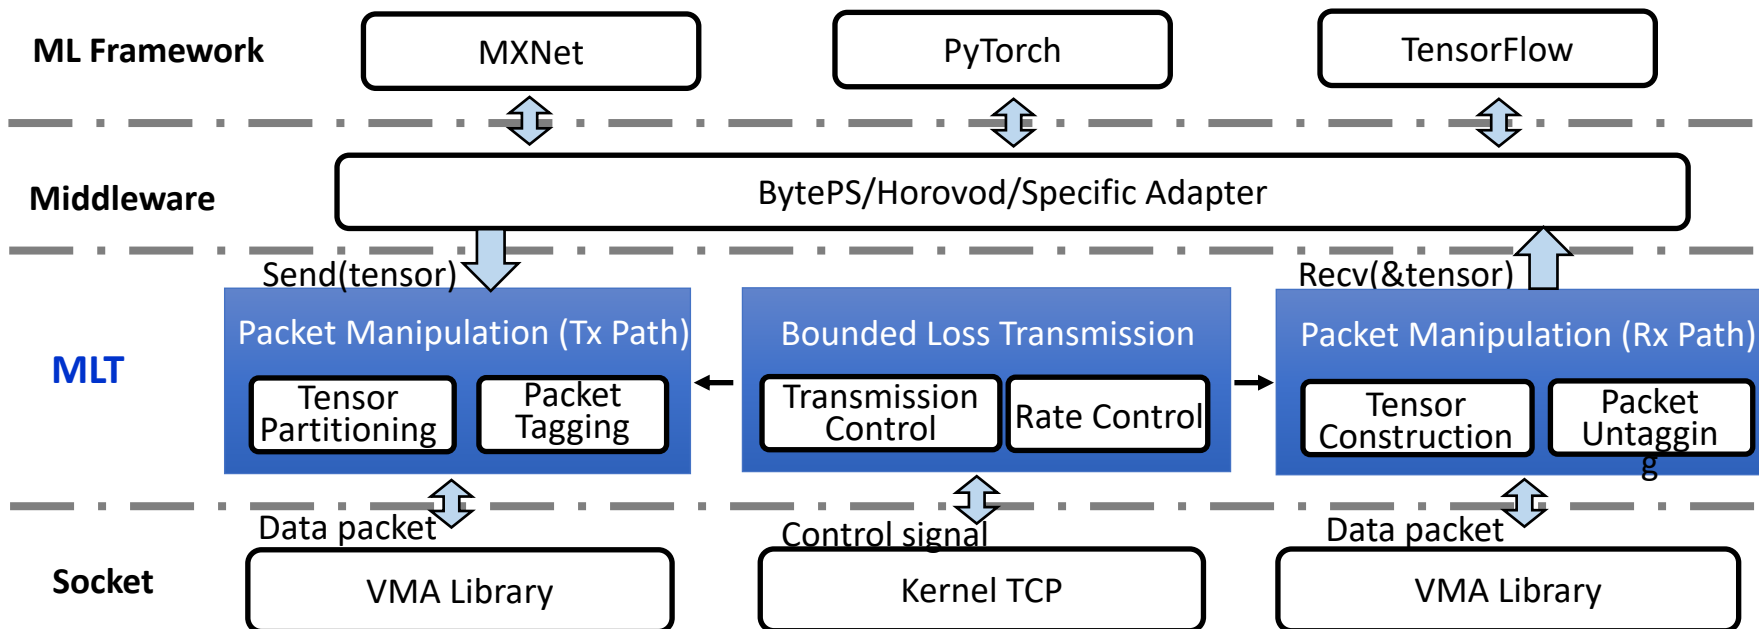 ML Framework
MXNet
PyTorch
TensorFlow
Middleware
BytePS/Horovod/Specific Adapter
Send(tensor)
Recv(&tensor)
MLT
Packet Manipulation (Tx Path)
Tensor
Partitioning
Packet
Tagging
Bounded Loss Transmission
Transmission
Control
Rate Control
Packet Manipulation (Rx Path)
Tensor
Construction
Packet
Untaggin
g
Data packet
Control signal
Data packet
Socket
VMA Library
Kernel TCP
VMA Library